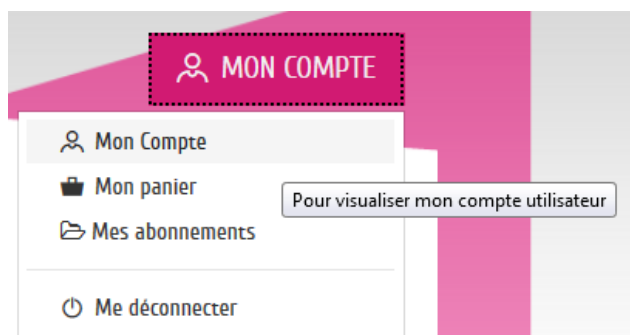 MON COMPTE
Mon Compte
Mon panier
Pour visualiser mon compte utilisateur
Mes abonnements
Me déconnecter